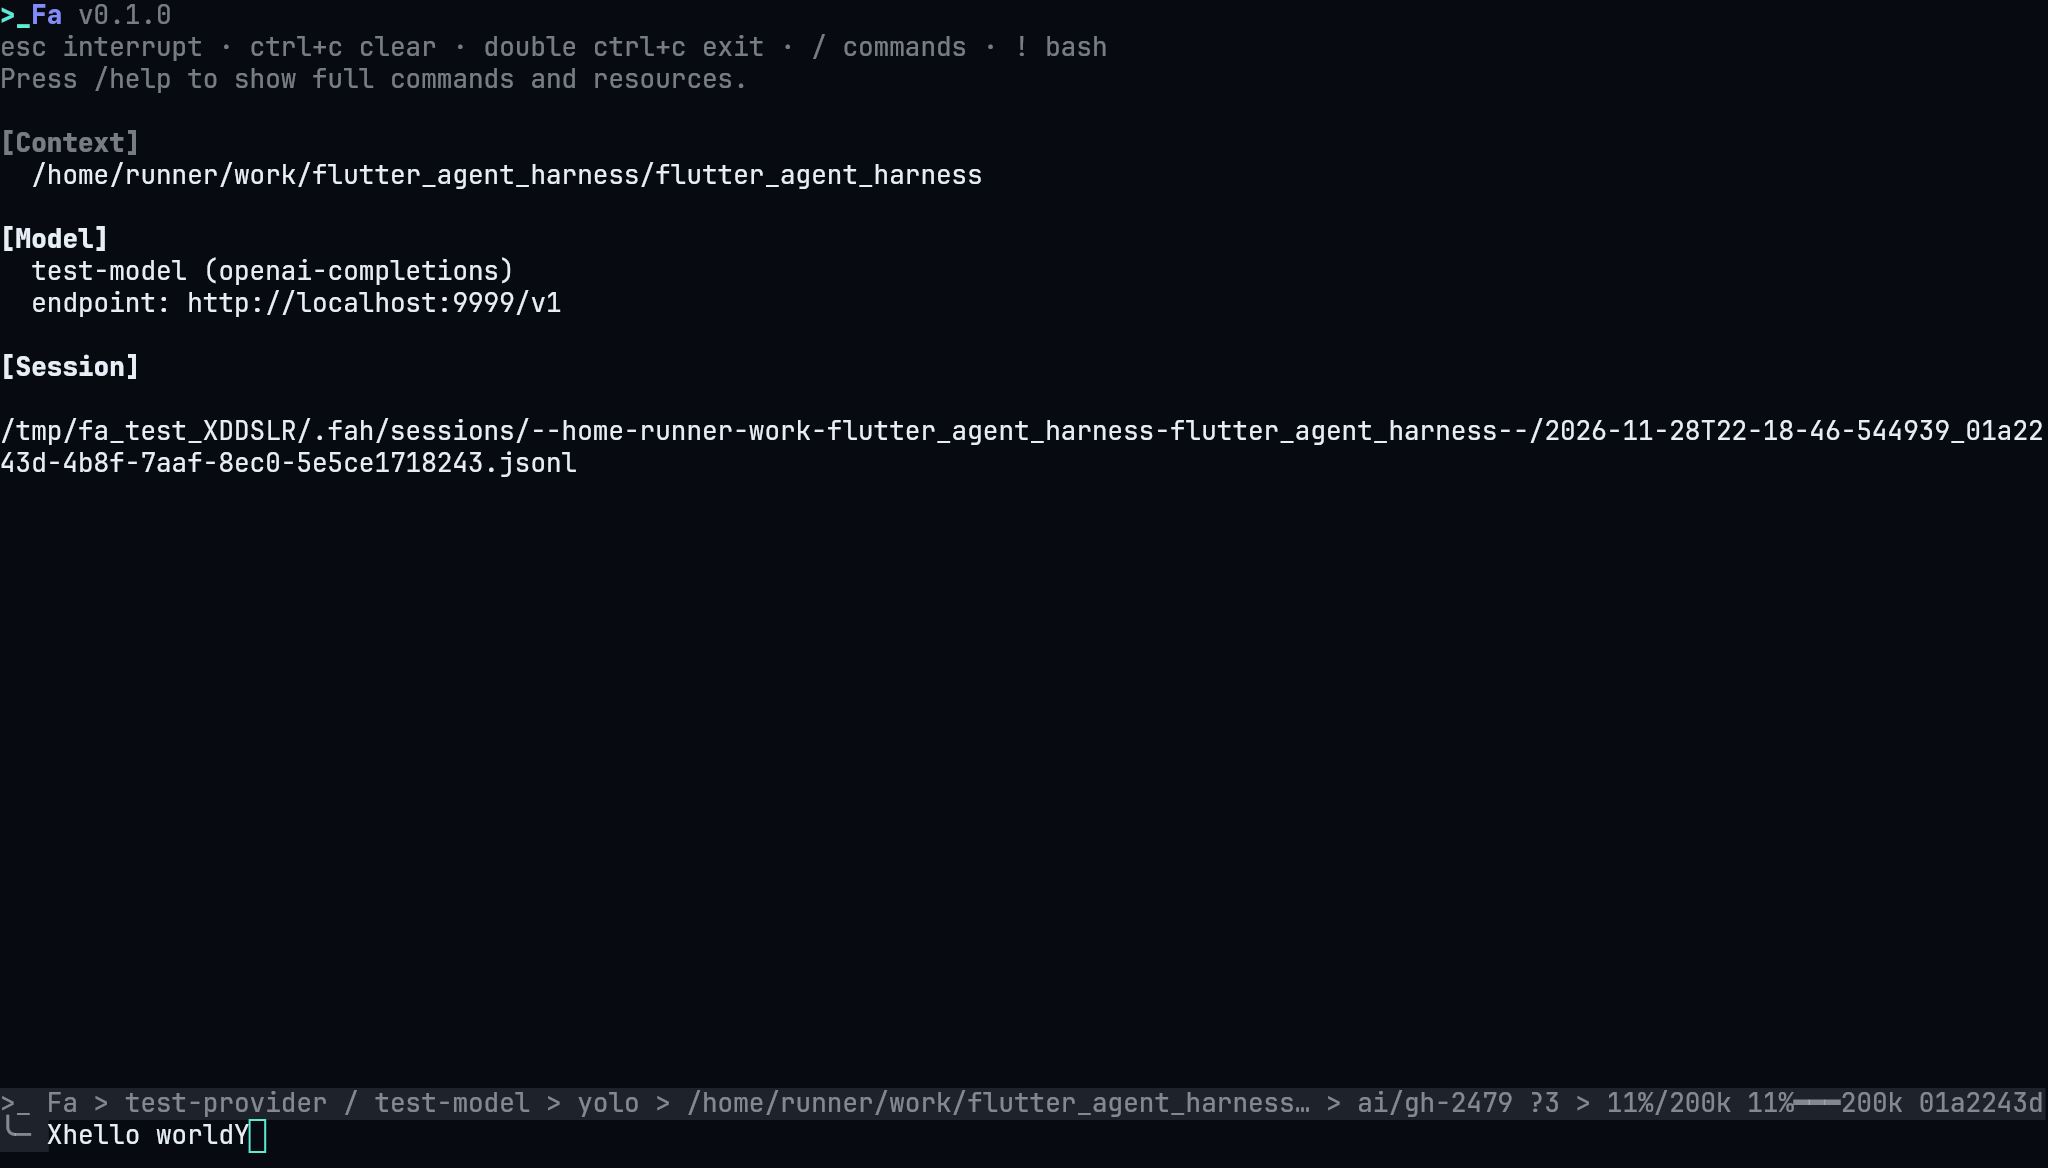 >_Fa v0.1.0
esc interrupt · ctrl+c clear · double ctrl+c exit · / commands · ! bash
Press /help to show full commands and resources.
[Context]
/home/runner/work/flutter_agent_harness/flutter_agent_harness
[Model]
test-model (openai-completions)
endpoint: http://localhost:9999/v1
[Session]
/tmp/fa_test_XDDSLR/.fah/sessions/--home-runner-work-flutter_agent_harness-flutter_agent_harness--/2026-11-28T22-18-46-544939_01a22
43d-4b8f-7aaf-8ec0-5e5ce1718243.jsonl
>_ Fa > test-provider / test-model > yolo > /home/runner/work/flutter_agent_harness… > ai/gh-2479 ?3 > 11%/200k 11%━━━200k 01a2243d
╰─ Xhello worldY